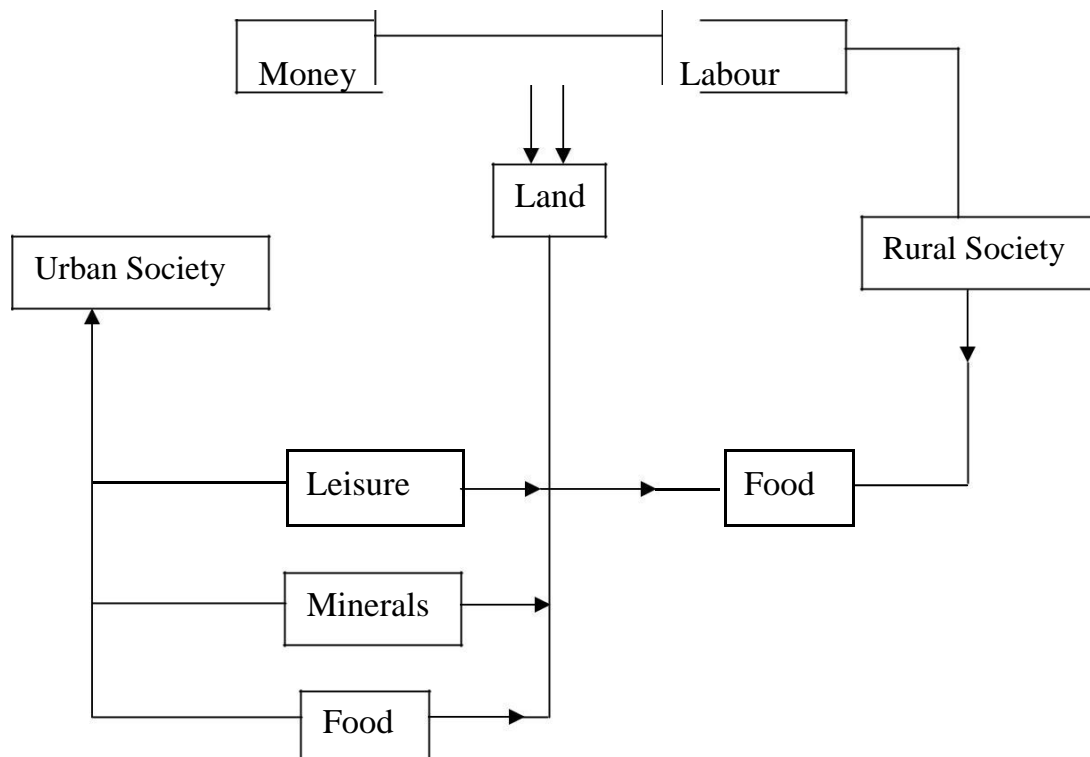 Money
Labour
Land
Urban Society
Rural Society
Leisure
Food
Minerals
Food